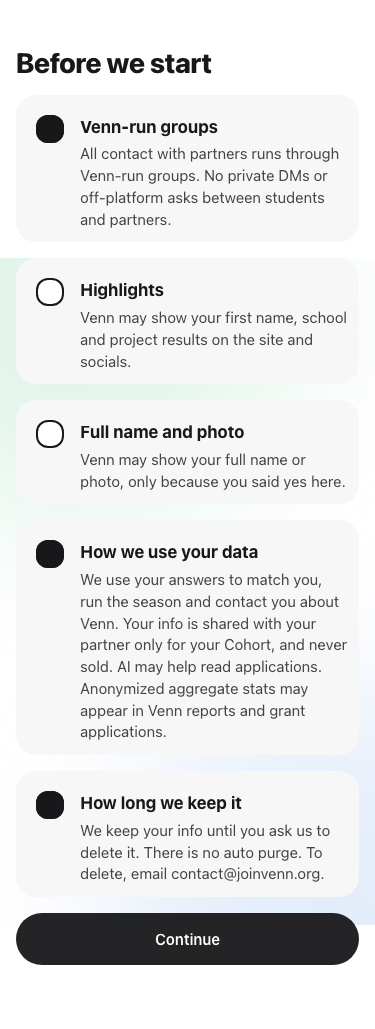 Before we start
Venn-run groups
All contact with partners runs through
Venn-run groups. No private DMs or
off-platform asks between students
and partners.
Highlights
Venn may show your first name, school
and project results on the site and
socials.
Full name and photo
Venn may show your full name or
photo, only because you said yes here.
How we use your data
We use your answers to match you,
run the season and contact you about
Venn. Your info is shared with your
partner only for your Cohort, and never
sold. AI may help read applications.
Anonymized aggregate stats may
appear in Venn reports and grant
applications.
How long we keep it
We keep your info until you ask us to
delete it. There is no auto purge. To
delete, email contact@joinvenn.org.
Continue